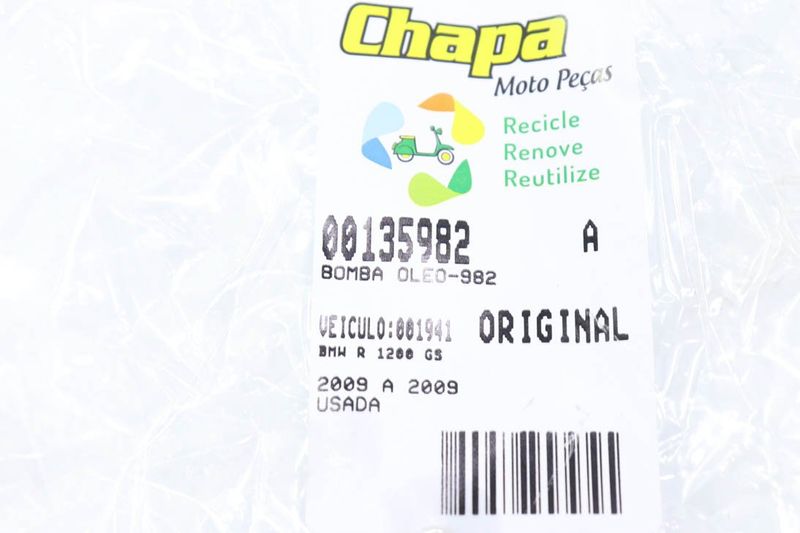 Chapa
Moto Peças
Recicle
Renove
Reutilize
00135982 A
BOMBA OLEO-982
VEICULO:001941 ORIGINAL
BMW R 1200 GS
2009 A 2009
USADA